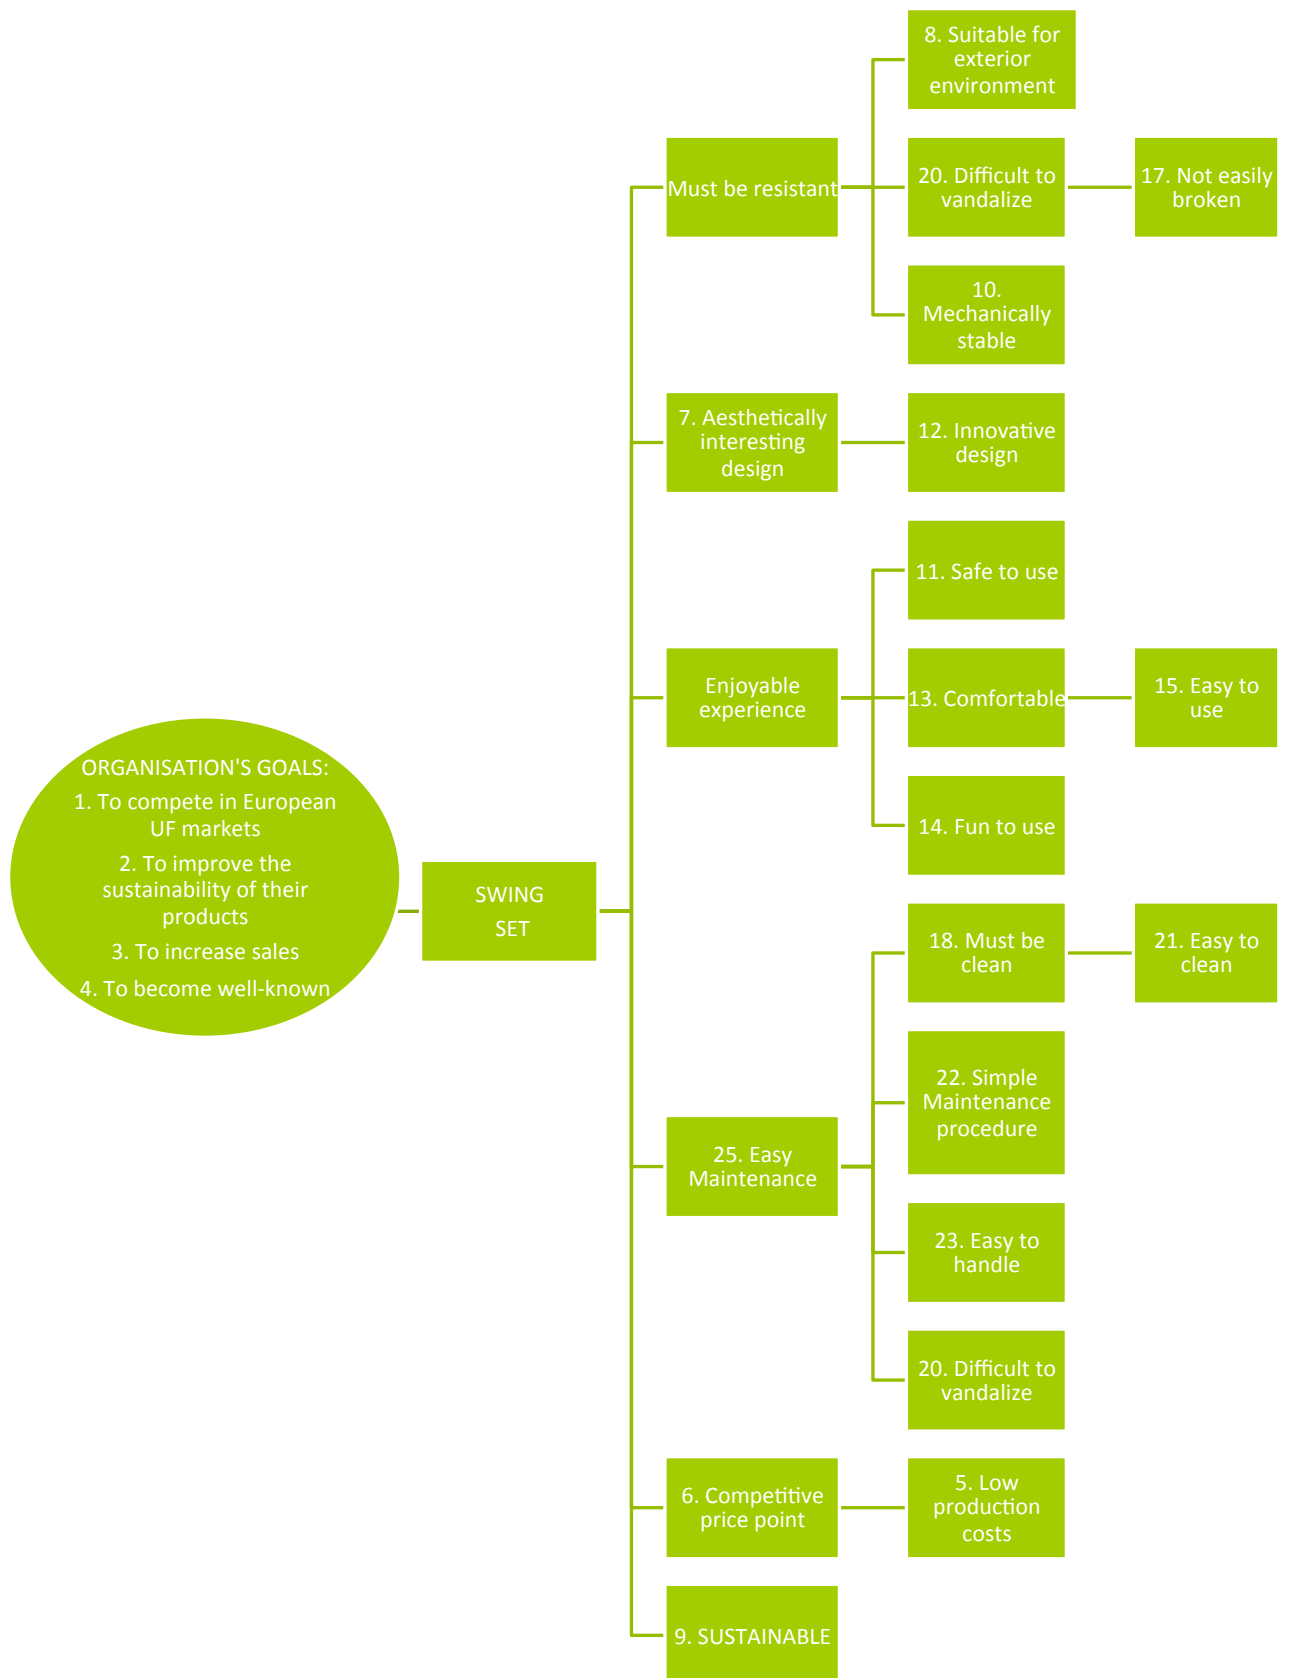 8. Suitable for
exterior
environment
Must be resistant
20. Difficult to
vandalize
17. Not easily
broken
10.
Mechanically
stable
7. Aesthetically
interesting
design
12. Innovative
design
11. Safe to use
Enjoyable
experience
13. Comfortable
15. Easy to
use
14. Fun to use
ORGANISATION'S GOALS:
1. To compete in European
UF markets
2. To improve the
sustainability of their
products
3. To increase sales
4. To become well-known
SWING
SET
18. Must be
clean
21. Easy to
clean
22. Simple
Maintenance
procedure
25. Easy
Maintenance
23. Easy to
handle
20. Difficult to
vandalize
6. Competitive
price point
5. Low
production
costs
9. SUSTAINABLE